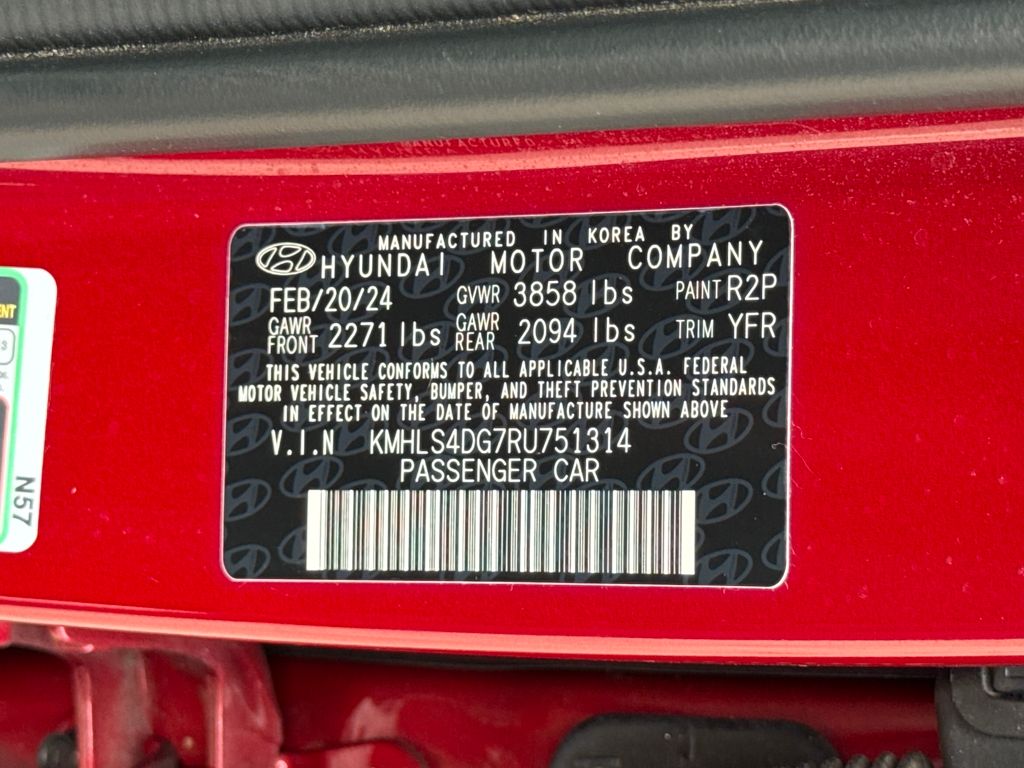 MANUFACTURED IN KOREA BY
HYUNDAI MOTOR COMPANY
FEB/20/24 GVWR 3858 lbs PAINT R2P
GAWR FRONT 2271 lbs GAWR REAR 2094 lbs TRIM YFR
THIS VEHICLE CONFORMS TO ALL APPLICABLE U.S.A. FEDERAL
MOTOR VEHICLE SAFETY, BUMPER, AND THEFT PREVENTION STANDARDS
IN EFFECT ON THE DATE OF MANUFACTURE SHOWN ABOVE
V.I.N KMHLS4DG7RU751314
PASSENGER CAR
N57